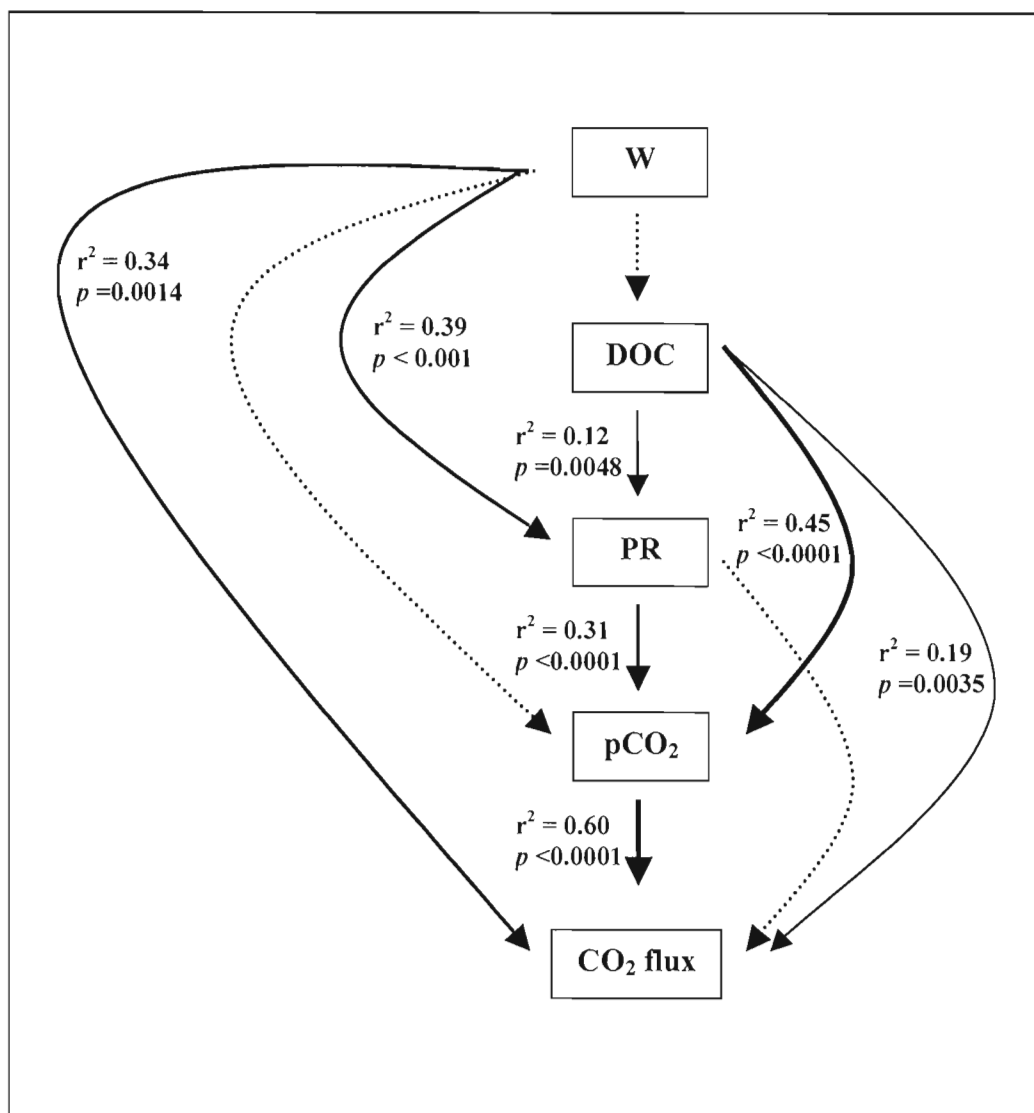 W
r² = 0.34
p =0.0014
r² = 0.39
p < 0.001
DOC
r² = 0.12
p =0.0048
r² = 0.45
p <0.0001
PR
r² = 0.31
p <0.0001
r² = 0.19
p =0.0035
pCO₂
r² = 0.60
p <0.0001
CO₂ flux